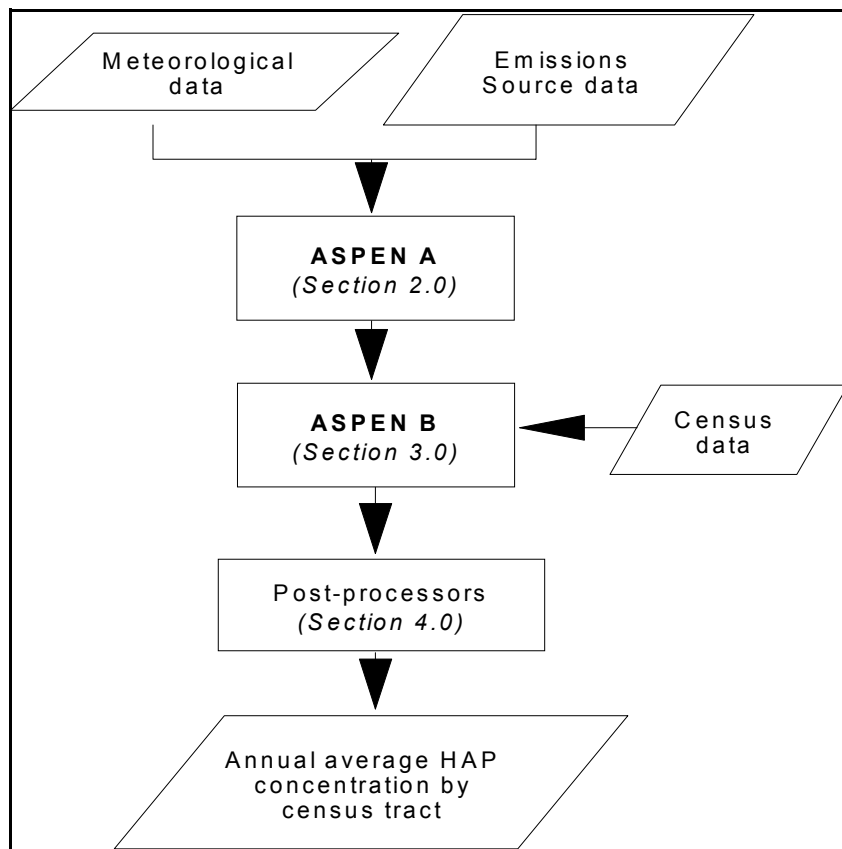 Meteorological
data
Emissions
Source data
ASPEN A
(Section 2.0)
ASPEN B
(Section 3.0)
Census
data
Post-processors
(Section 4.0)
Annual average HAP
concentration by
census tract